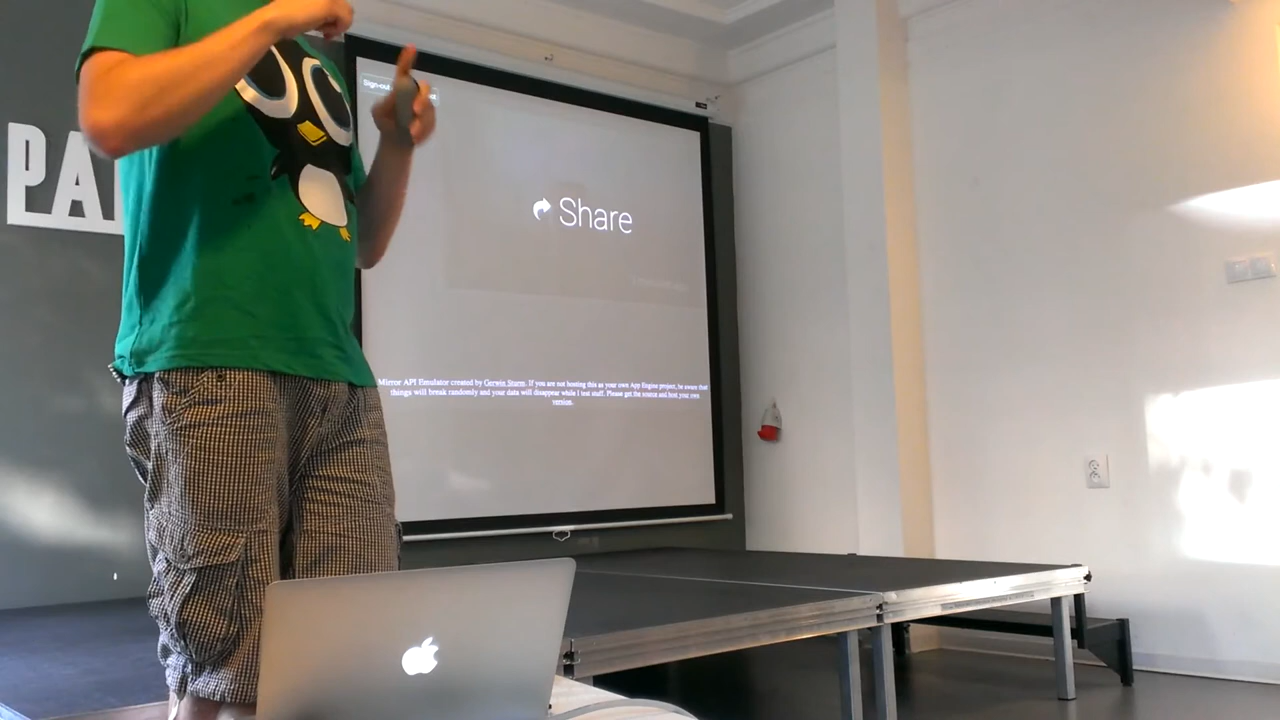 PA
Sign-out
Share
Mirror API Emulator created by Gerwin Sturm. If you are not hosting this as your own App Engine project, be aware that
things will break randomly and your data will disappear while I test stuff. Please get the source and host your own
version.